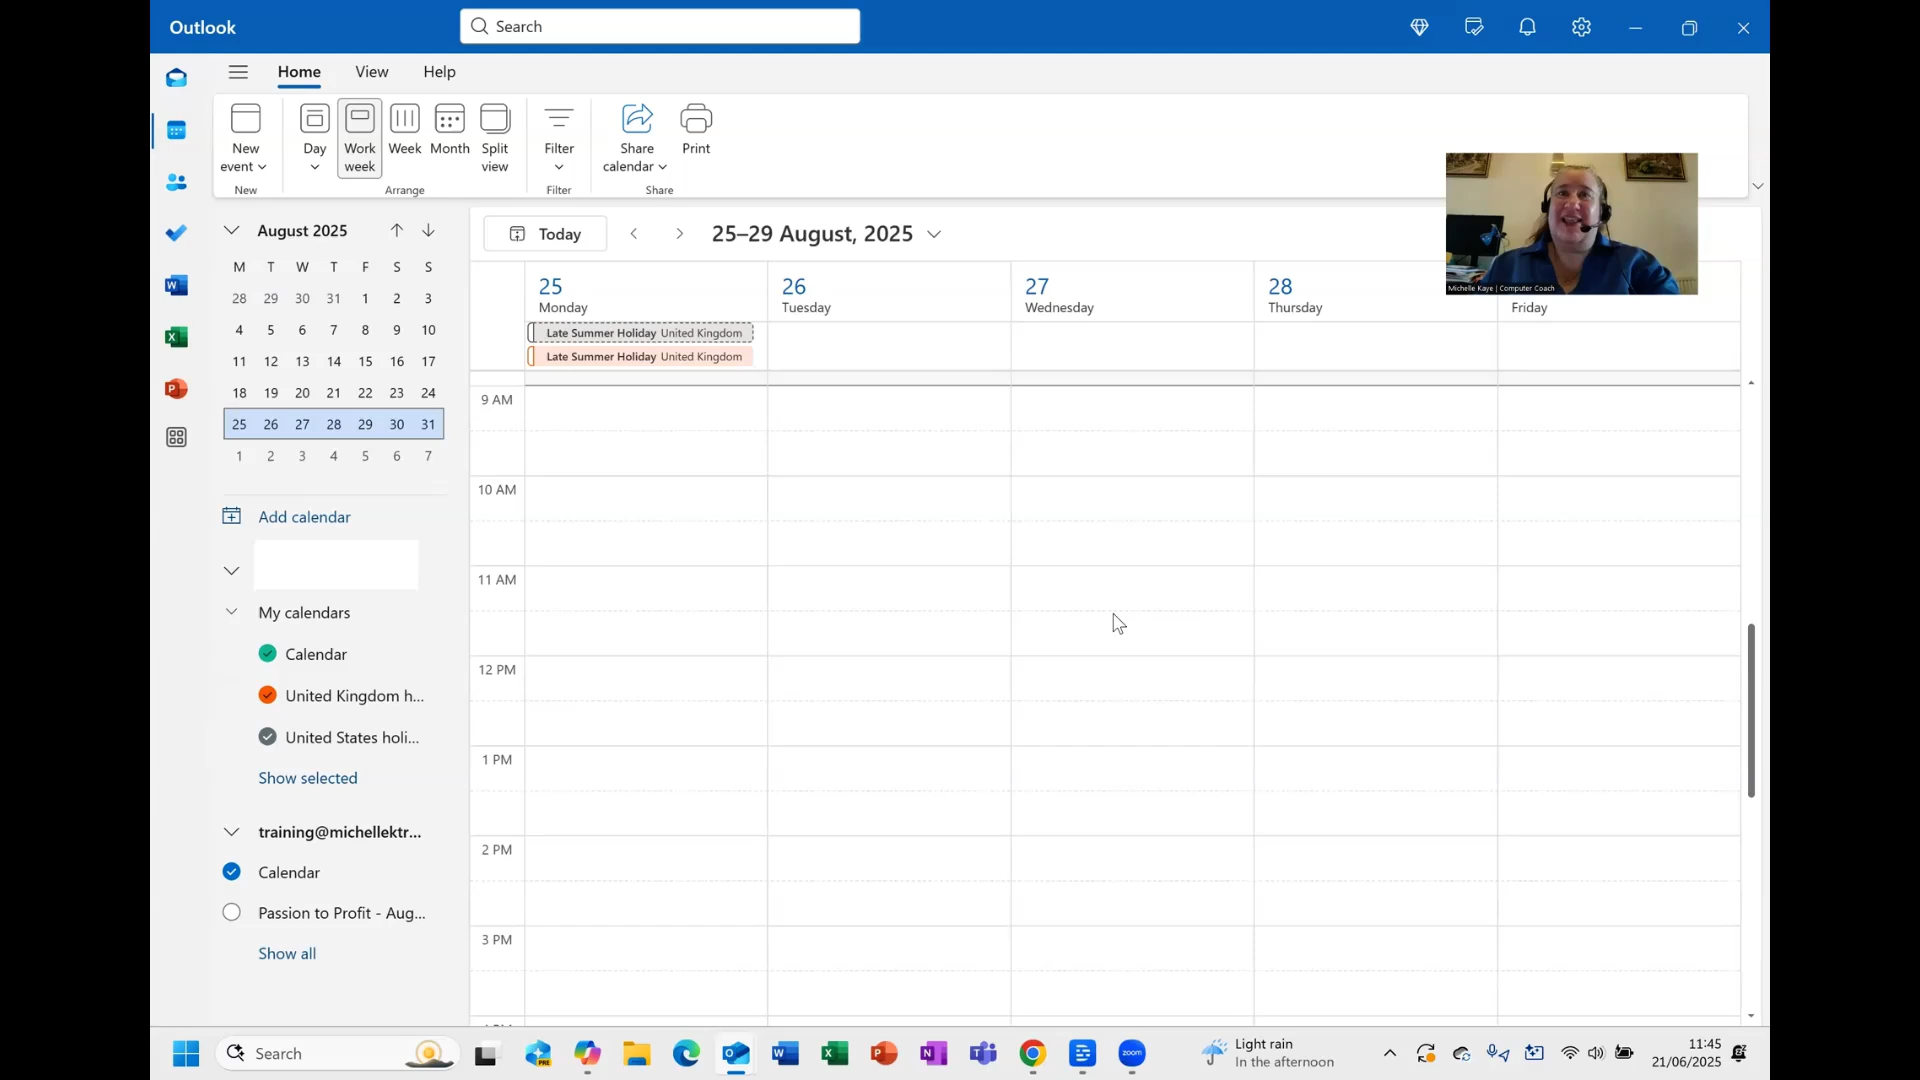 Outlook
Search
Home View Help
New event
Day
Work week
Week
Month
Split view
Filter
Share calendar
Print
New
Arrange
Filter
Share
August 2025
M T W T F S S
28 29 30 31 1 2 3
4 5 6 7 8 9 10
11 12 13 14 15 16 17
18 19 20 21 22 23 24
25 26 27 28 29 30 31
1 2 3 4 5 6 7
Add calendar
My calendars
Calendar
United Kingdom h...
United States holi...
Show selected
training@michellektr...
Calendar
Passion to Profit - Aug...
Show all
Today
25–29 August, 2025
25 26 27 28
Monday Tuesday Wednesday Thursday Friday
Late Summer Holiday United Kingdom
Late Summer Holiday United Kingdom
9 AM
10 AM
11 AM
12 PM
1 PM
2 PM
3 PM
Michelle Kaye | Computer Coach
Search
PRE
zoom
Light rain
In the afternoon
11:45
21/06/2025